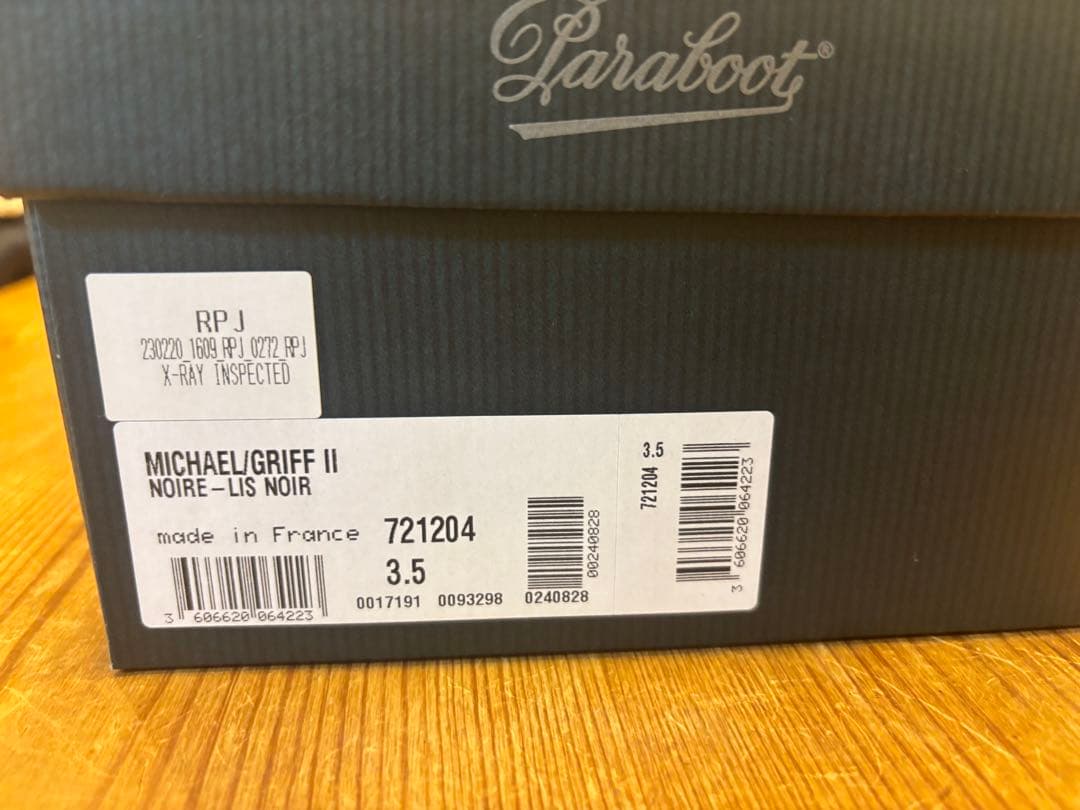 Paraboot®
RPJ
230220_1609_RPJ_0272_RPJ
X-RAY INSPECTED
MICHAEL/GRIFF II
NOIRE–LIS NOIR
made in France 721204
3.5
3 606620 064223
0017191 0093298 0240828
00240828
3.5
721204
3 606620 064223